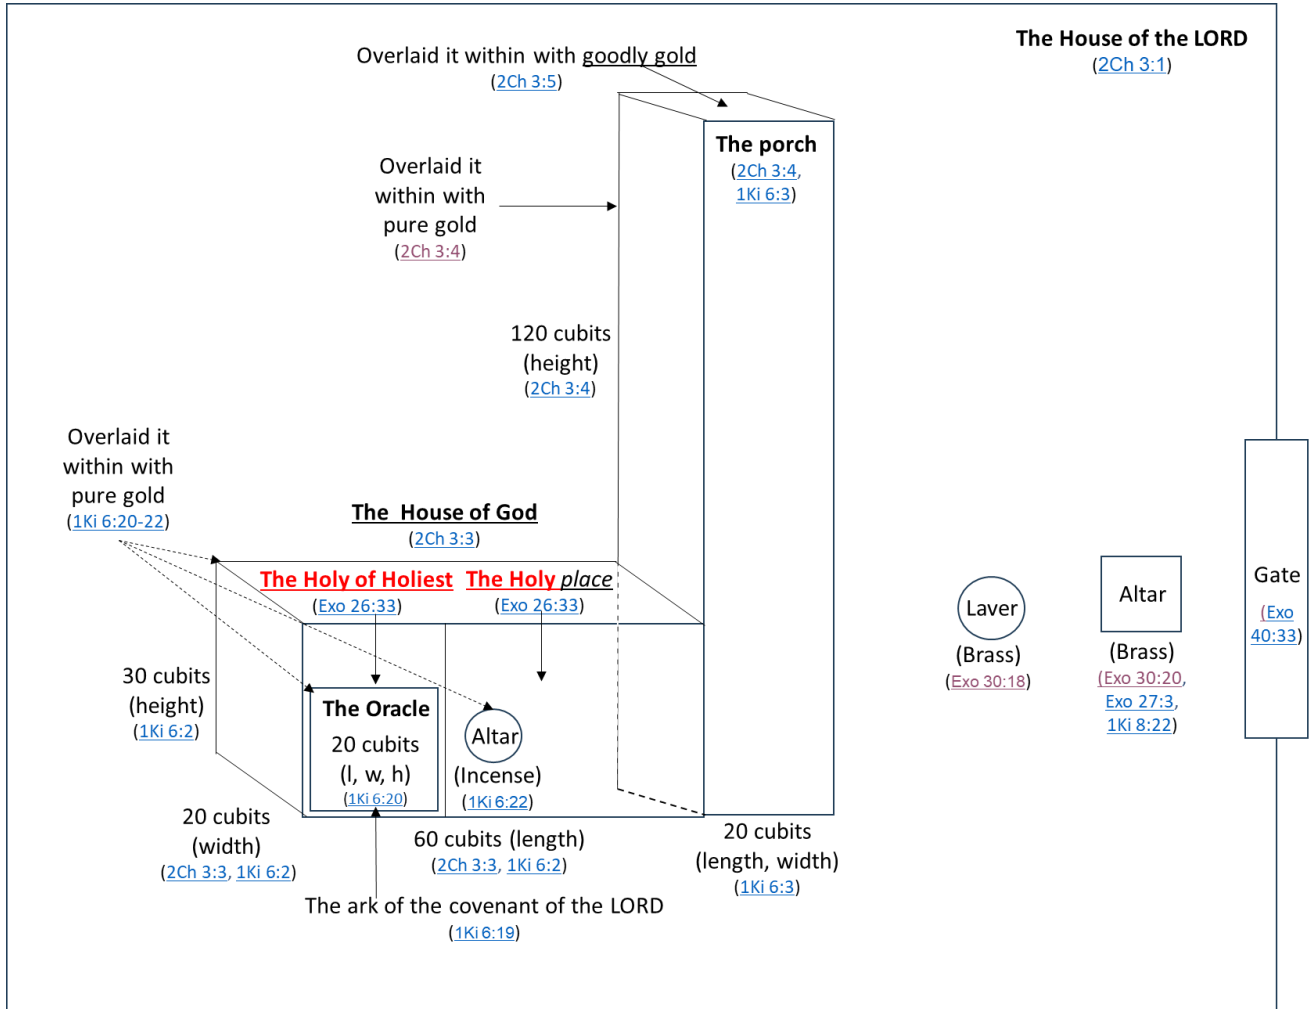 The House of the LORD
(2Ch 3:1)
Overlaid it within with goodly gold
(2Ch 3:5)
The porch
(2Ch 3:4,
1Ki 6:3)
Overlaid it
within with
pure gold
(2Ch 3:4)
120 cubits
(height)
(2Ch 3:4)
Overlaid it
within with
pure gold
(1Ki 6:20-22)
The House of God
(2Ch 3:3)
The Holy of Holiest
(Exo 26:33)
The Holy place
(Exo 26:33)
30 cubits
(height)
(1Ki 6:2)
The Oracle
20 cubits
(l, w, h)
(1Ki 6:20)
Altar
(Incense)
(1Ki 6:22)
20 cubits
(width)
(2Ch 3:3, 1Ki 6:2)
60 cubits (length)
(2Ch 3:3, 1Ki 6:2)
20 cubits
(length, width)
(1Ki 6:3)
The ark of the covenant of the LORD
(1Ki 6:19)
Laver
(Brass)
(Exo 30:18)
Altar
(Brass)
(Exo 30:20,
Exo 27:3,
1Ki 8:22)
Gate
(Exo
40:33)